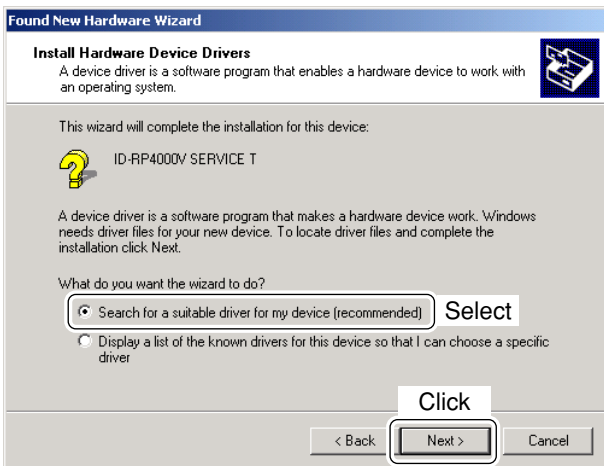 Found New Hardware Wizard
Install Hardware Device Drivers
A device driver is a software program that enables a hardware device to work with
an operating system.
This wizard will complete the installation for this device:
ID-RP4000V SERVICE T
A device driver is a software program that makes a hardware device work. Windows
needs driver files for your new device. To locate driver files and complete the
installation click Next.
What do you want the wizard to do?
Search for a suitable driver for my device (recommended)
Select
Display a list of the known drivers for this device so that I can choose a specific
driver
Click
< Back
Next >
Cancel